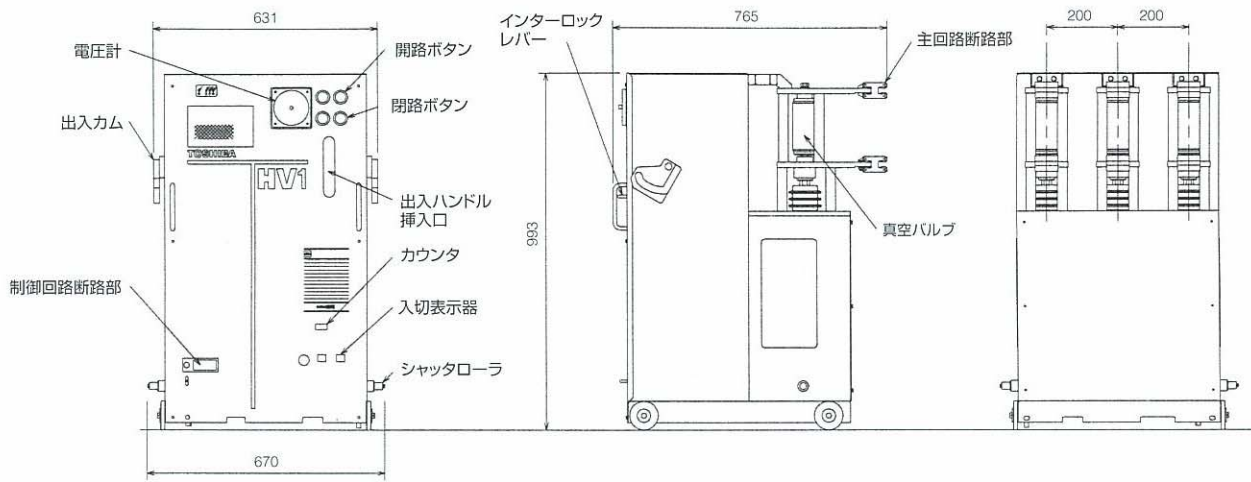 631
電圧計
開路ボタン
閉路ボタン
出入カム
TOSHIBA
HV1
出入ハンドル
挿入口
カウンタ
制御回路断路部
入切表示器
シャッタローラ
670
765
インターロック
レバー
主回路断路部
993
真空バルブ
200
200